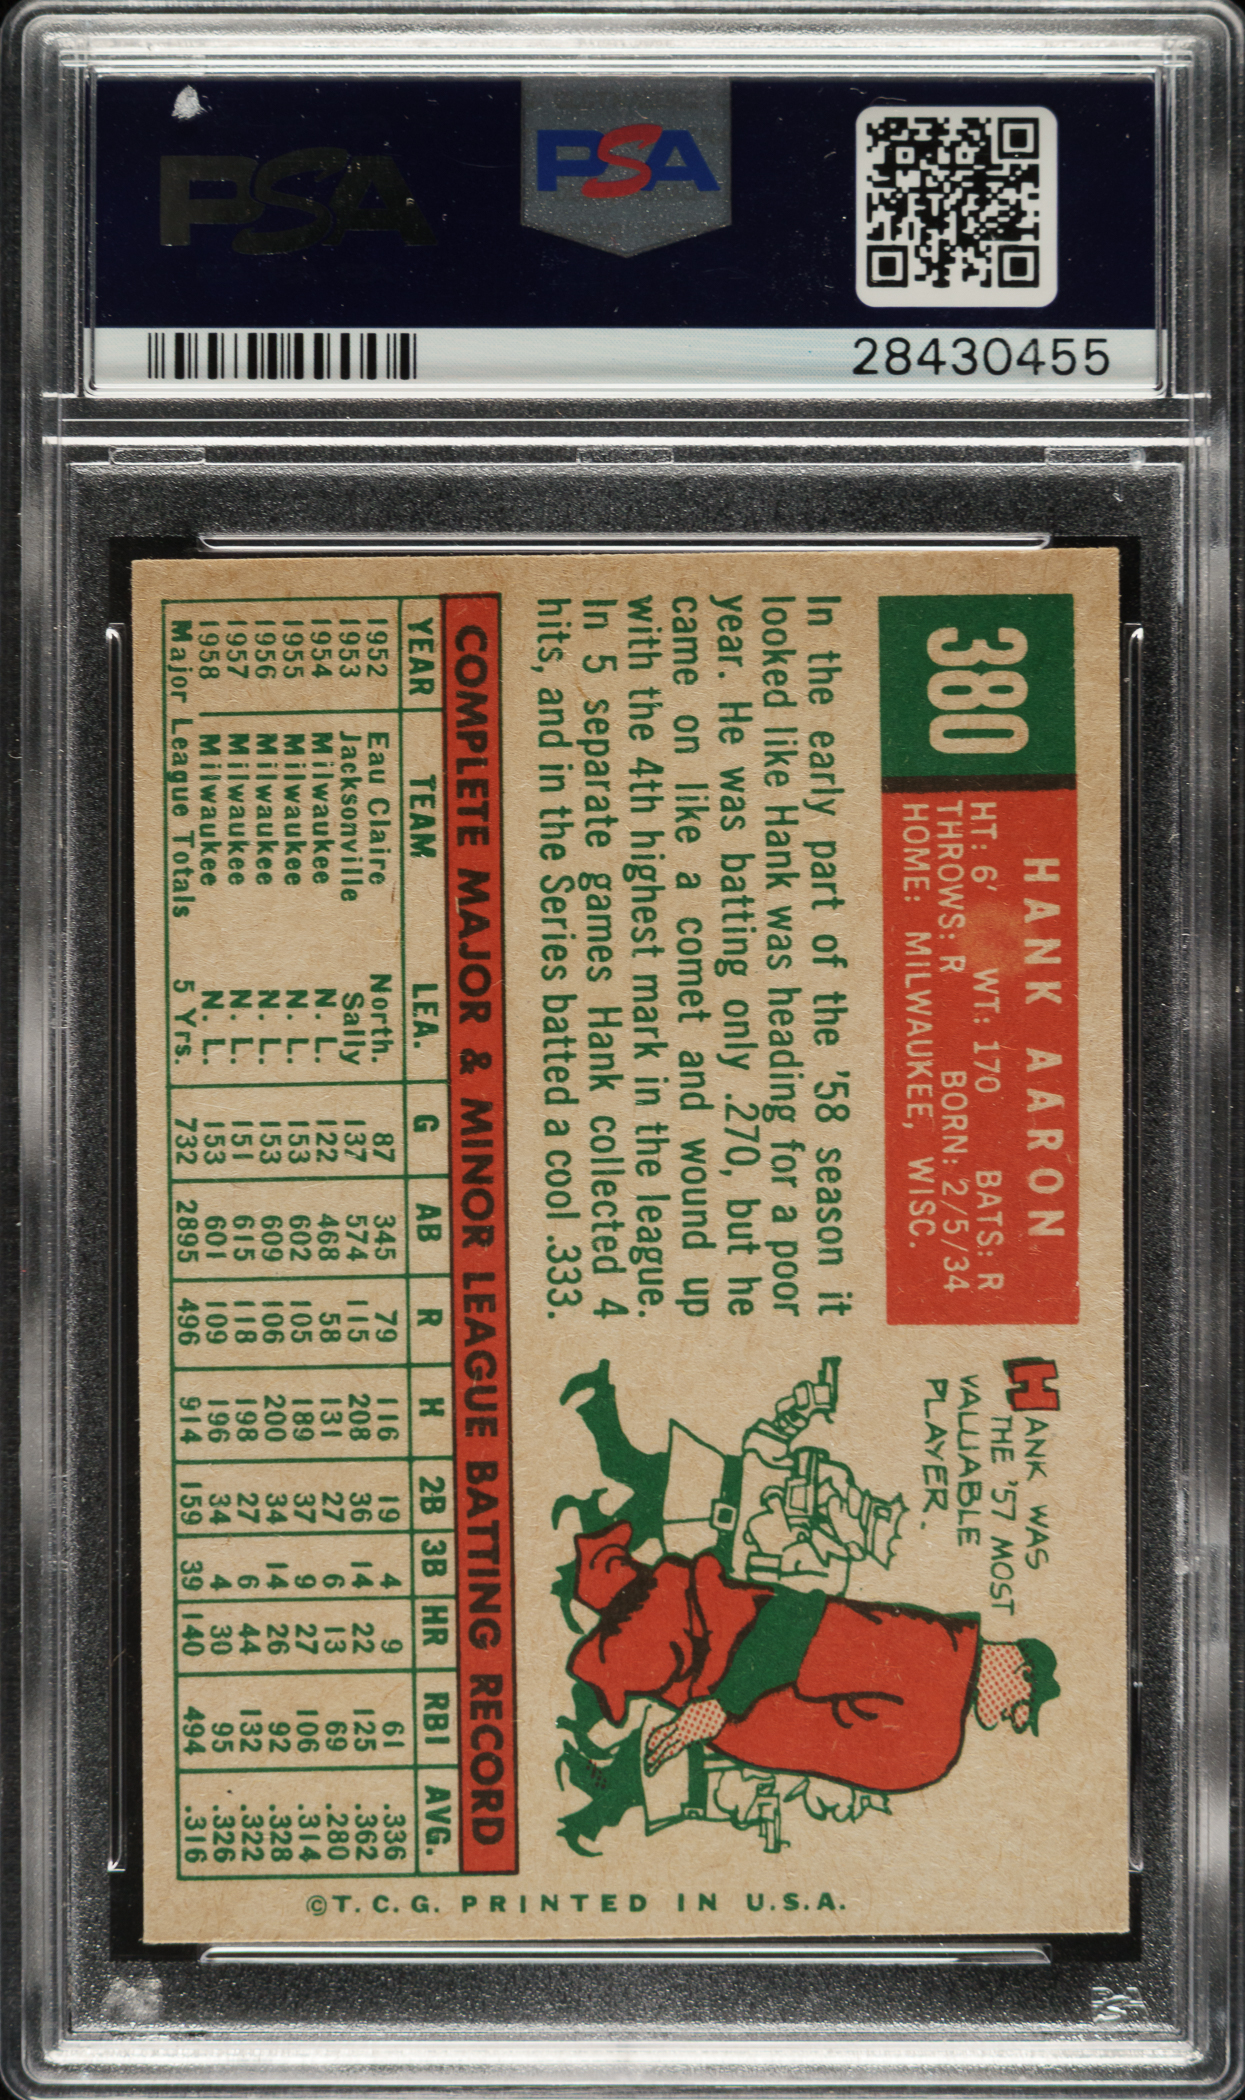 PSA
PSA
28430455
380
HANK AARON
HT: 6' WT: 170 BATS: R
THROWS: R BORN: 2/5/34
HOME: MILWAUKEE, WISC.
In the early part of the '58 season it
looked like Hank was heading for a poor
year. He was batting only .270, but he
came on like a comet and wound up
with the 4th highest mark in the league.
In 5 separate games Hank collected 4
hits, and in the Series batted a cool .333.
HANK WAS
THE '57 MOST
VALUABLE
PLAYER.
COMPLETE MAJOR & MINOR LEAGUE BATTING RECORD
YEAR TEAM LEA. G AB R H 2B 3B HR RBI AVG.
1952 Eau Claire North. 87 345 79 116 19 4 9 61 .336
1953 Jacksonville Sally 137 574 115 208 36 14 22 125 .362
1954 Milwaukee N. L. 122 468 58 131 27 6 13 69 .280
1955 Milwaukee N. L. 153 602 105 189 37 9 27 106 .314
1956 Milwaukee N. L. 153 609 106 200 34 14 26 92 .328
1957 Milwaukee N. L. 151 615 118 198 27 6 44 132 .322
1958 Milwaukee N. L. 153 601 109 196 34 4 30 95 .326
Major League Totals 5 Yrs. 732 2895 496 914 159 39 140 494 .316
©T. C. G. PRINTED IN U.S.A.
PSA